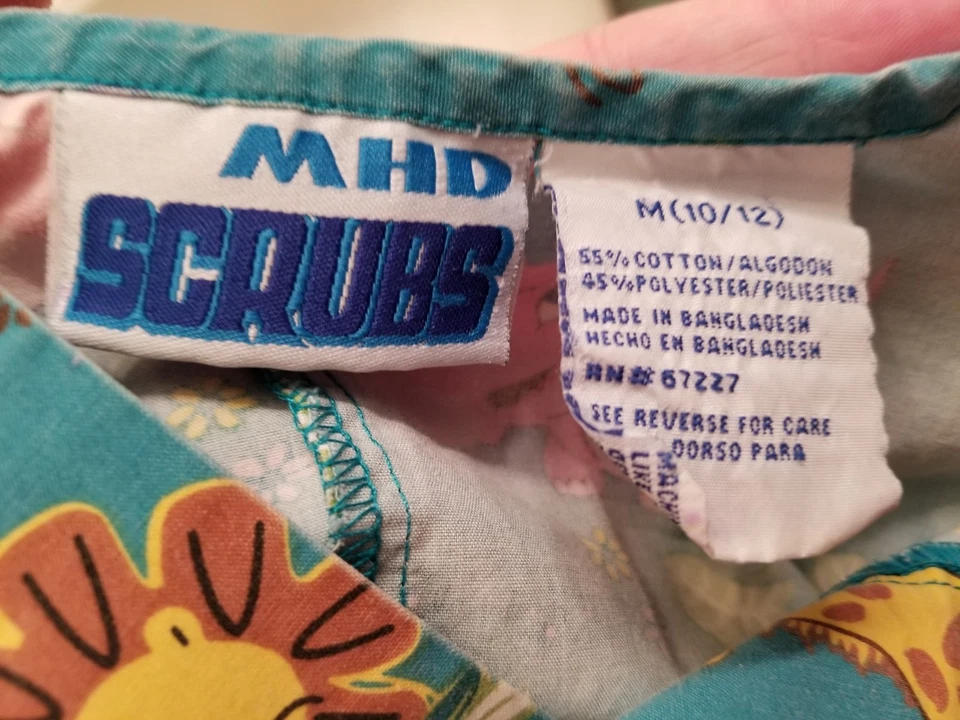 MHD
SCRUBS
M(10/12)
55% COTTON/ALGODON
45% POLYESTER/POLIESTER
MADE IN BANGLADESH
HECHO EN BANGLADESH
RN# 67227
SEE REVERSE FOR CARE
DORSO PARA